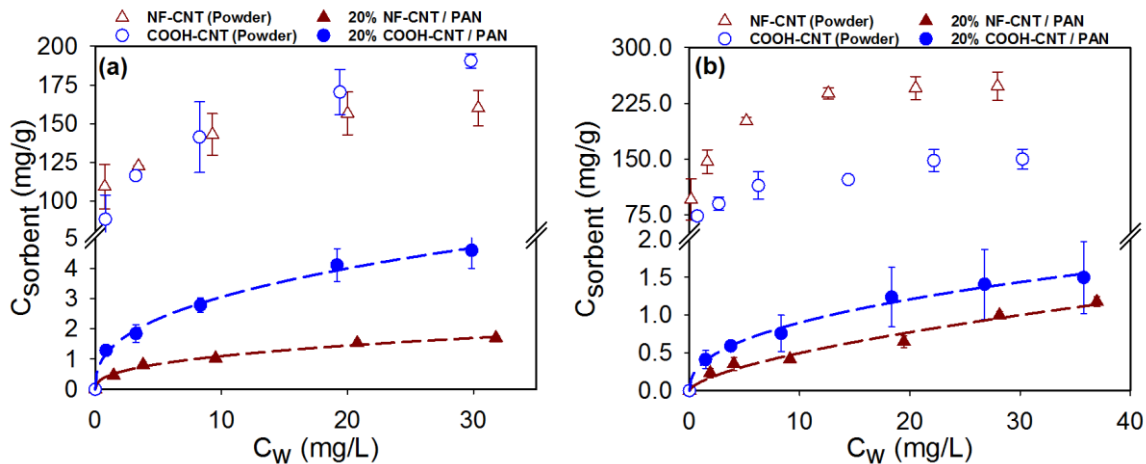 NF-CNT (Powder) 20% NF-CNT / PAN
COOH-CNT (Powder) 20% COOH-CNT / PAN
(a)
200
175
150
125
100
5
4
2
0
Csorbent (mg/g)
0 10 20 30
CW (mg/L)
NF-CNT (Powder) 20% NF-CNT / PAN
COOH-CNT (Powder) 20% COOH-CNT / PAN
(b)
300.0
225.0
150.0
75.0
2.0
1.5
1.0
0.5
0.0
Csorbent (mg/g)
0 10 20 30 40
CW (mg/L)